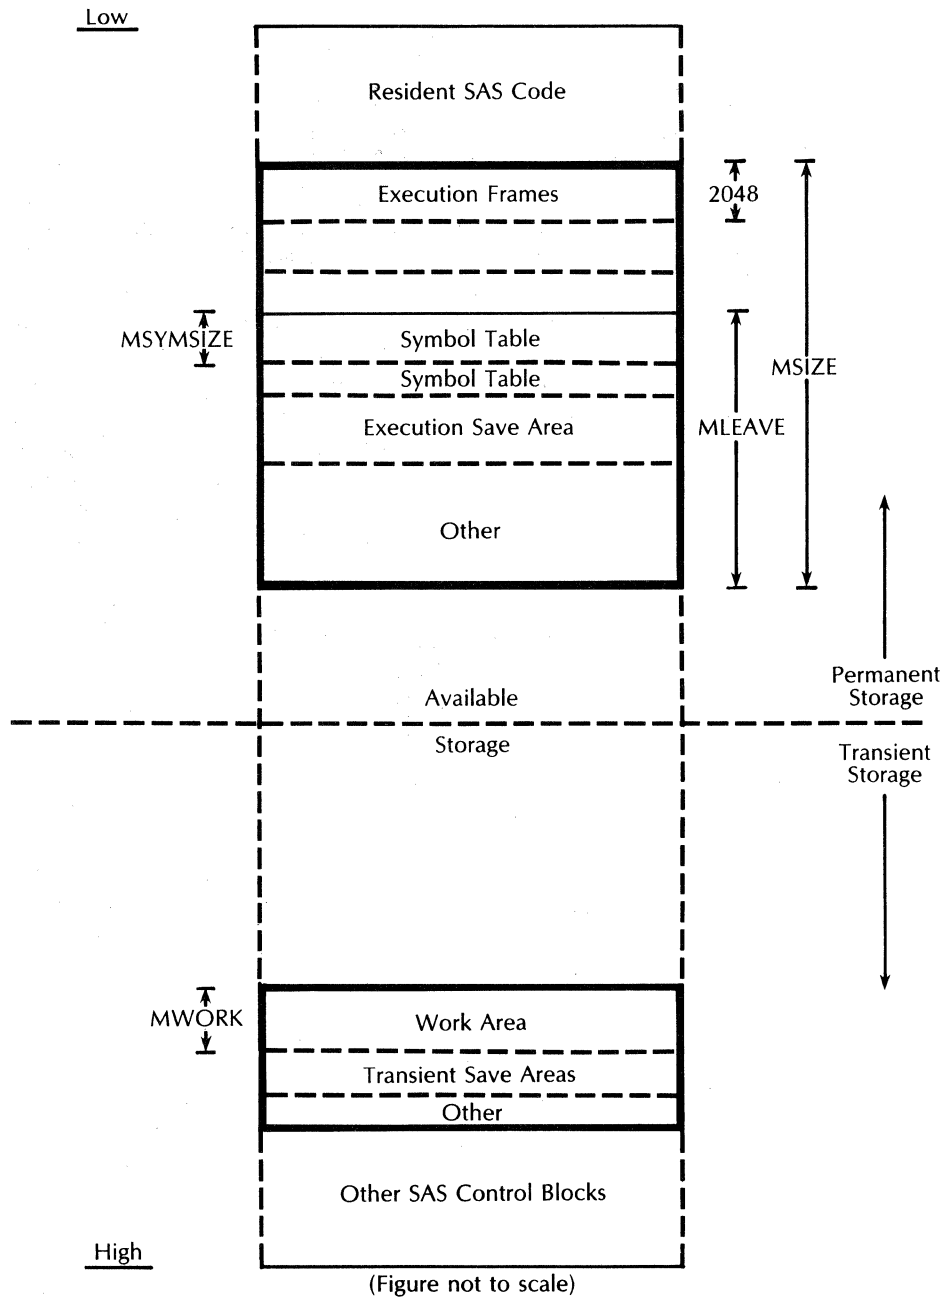 Low
Resident SAS Code
Execution Frames
2048
MSYMSIZE
Symbol Table
Symbol Table
MSIZE
Execution Save Area
MLEAVE
Other
Permanent
Storage
Available
Storage
Transient
Storage
MWORK
Work Area
Transient Save Areas
Other
Other SAS Control Blocks
High
(Figure not to scale)